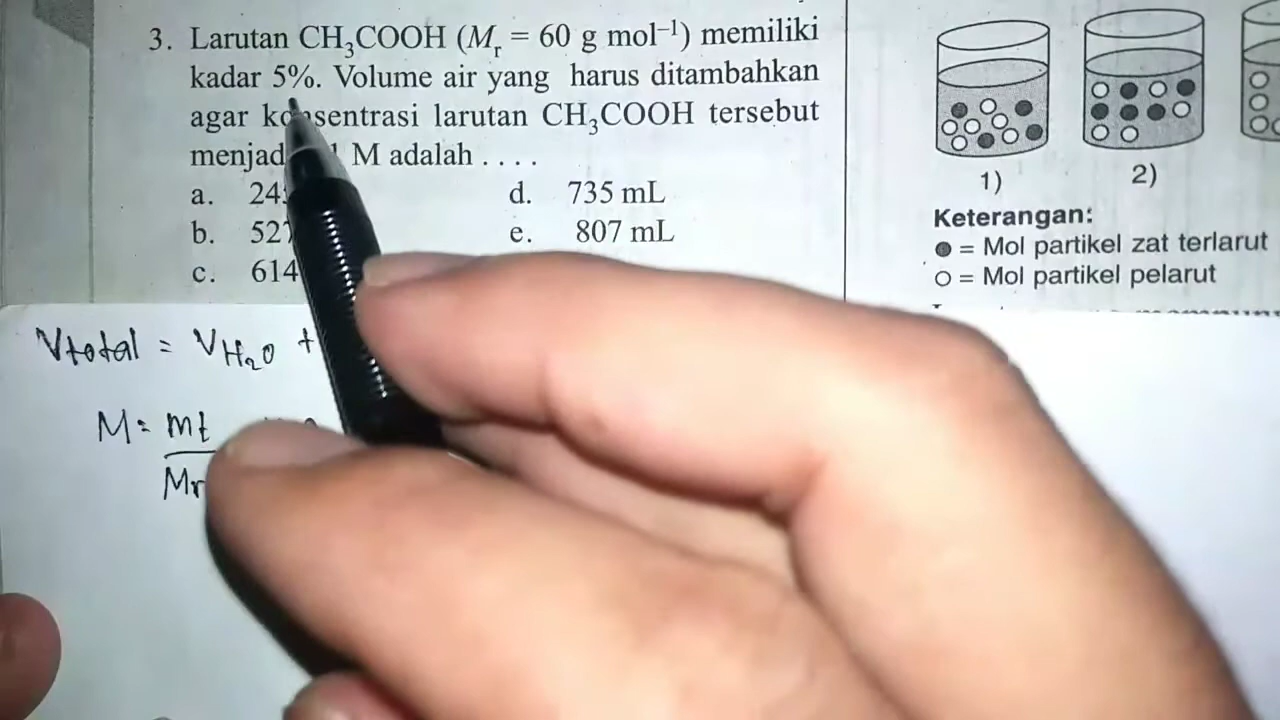 3. Larutan CH₃COOH (Mᵣ = 60 g mol⁻¹) memiliki
kadar 5%. Volume air yang harus ditambahkan
agar konsentrasi larutan CH₃COOH tersebut
M adalah . . . .
a.
b.
c. 614
d. 735 mL
e. 807 mL
1)
2)
Keterangan:
● = Mol partikel zat terlarut
○ = Mol partikel pelarut
Vtotal = VH₂O +
M = mt
Mr